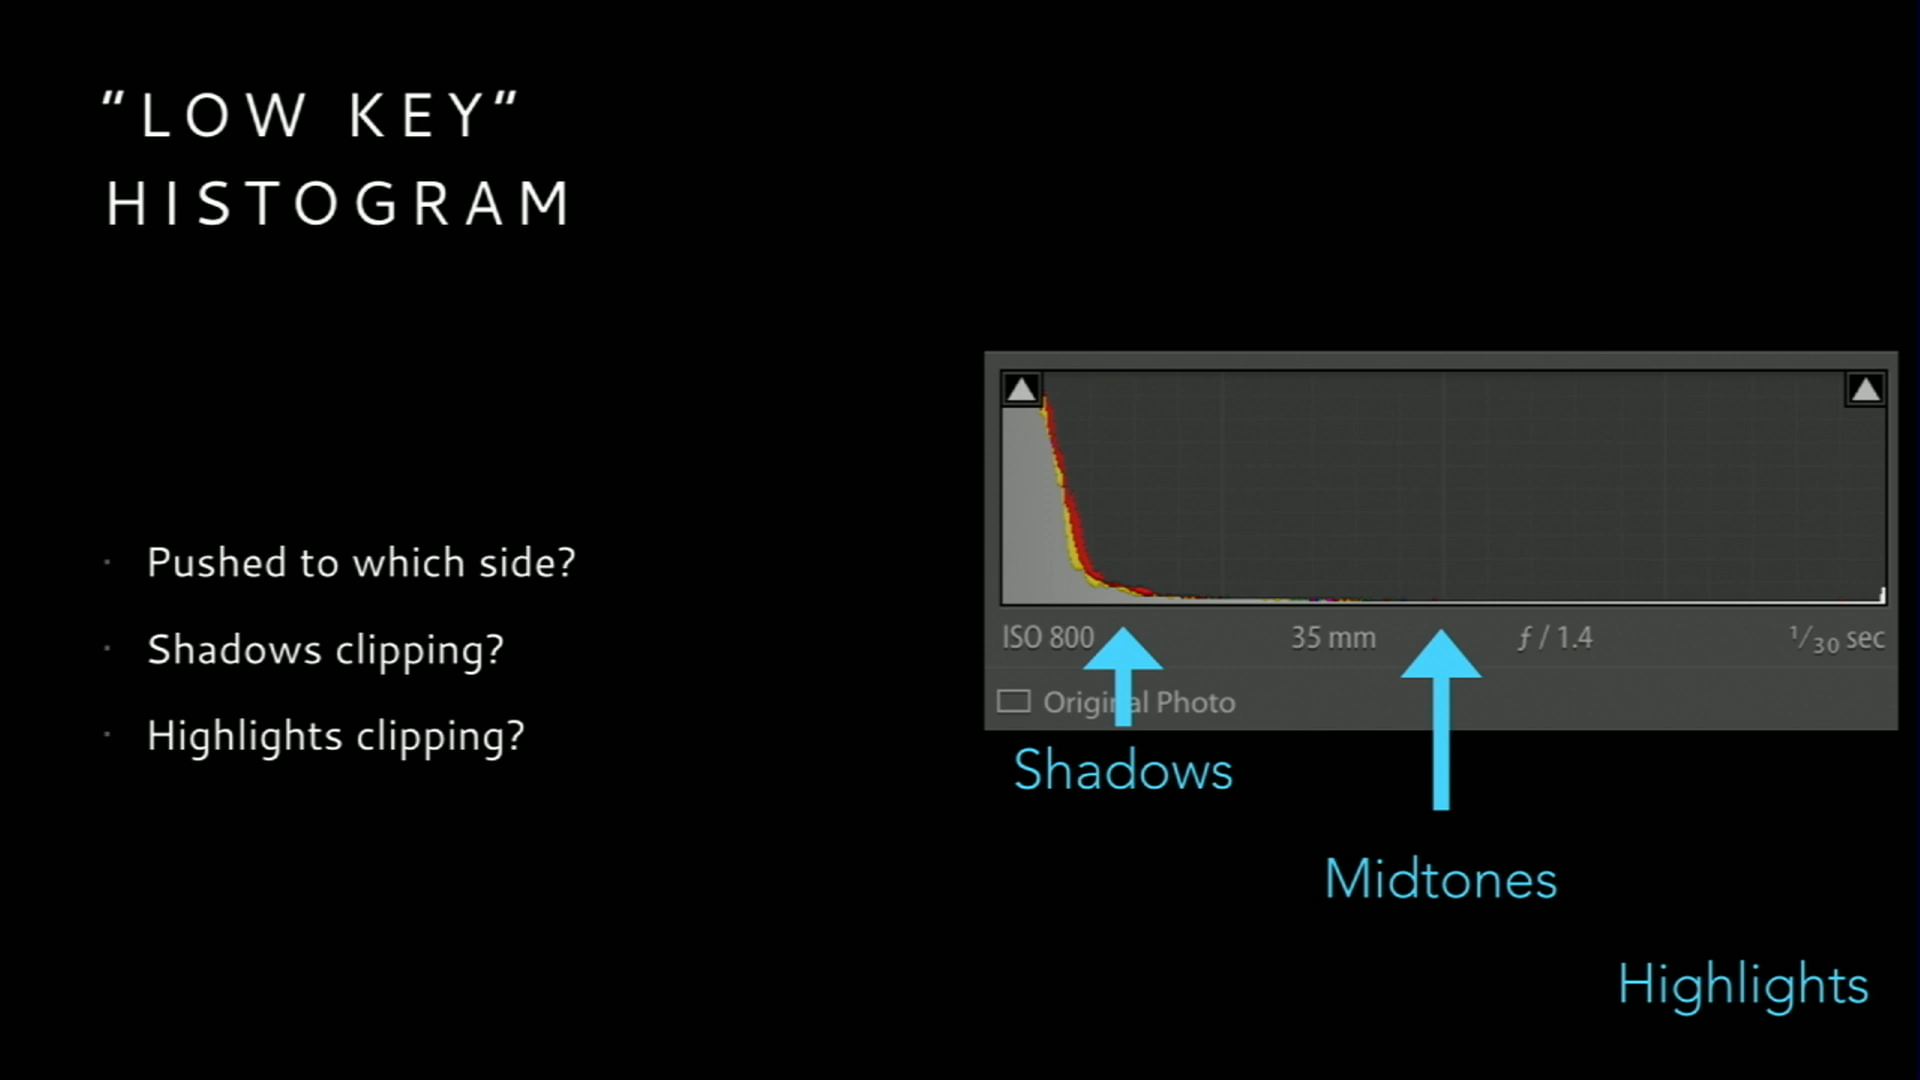 “LOW KEY“
HISTOGRAM
· Pushed to which side?
· Shadows clipping?
· Highlights clipping?
ISO 800 35 mm ƒ / 1.4 1/30 sec
Original Photo
Shadows
Midtones
Highlights